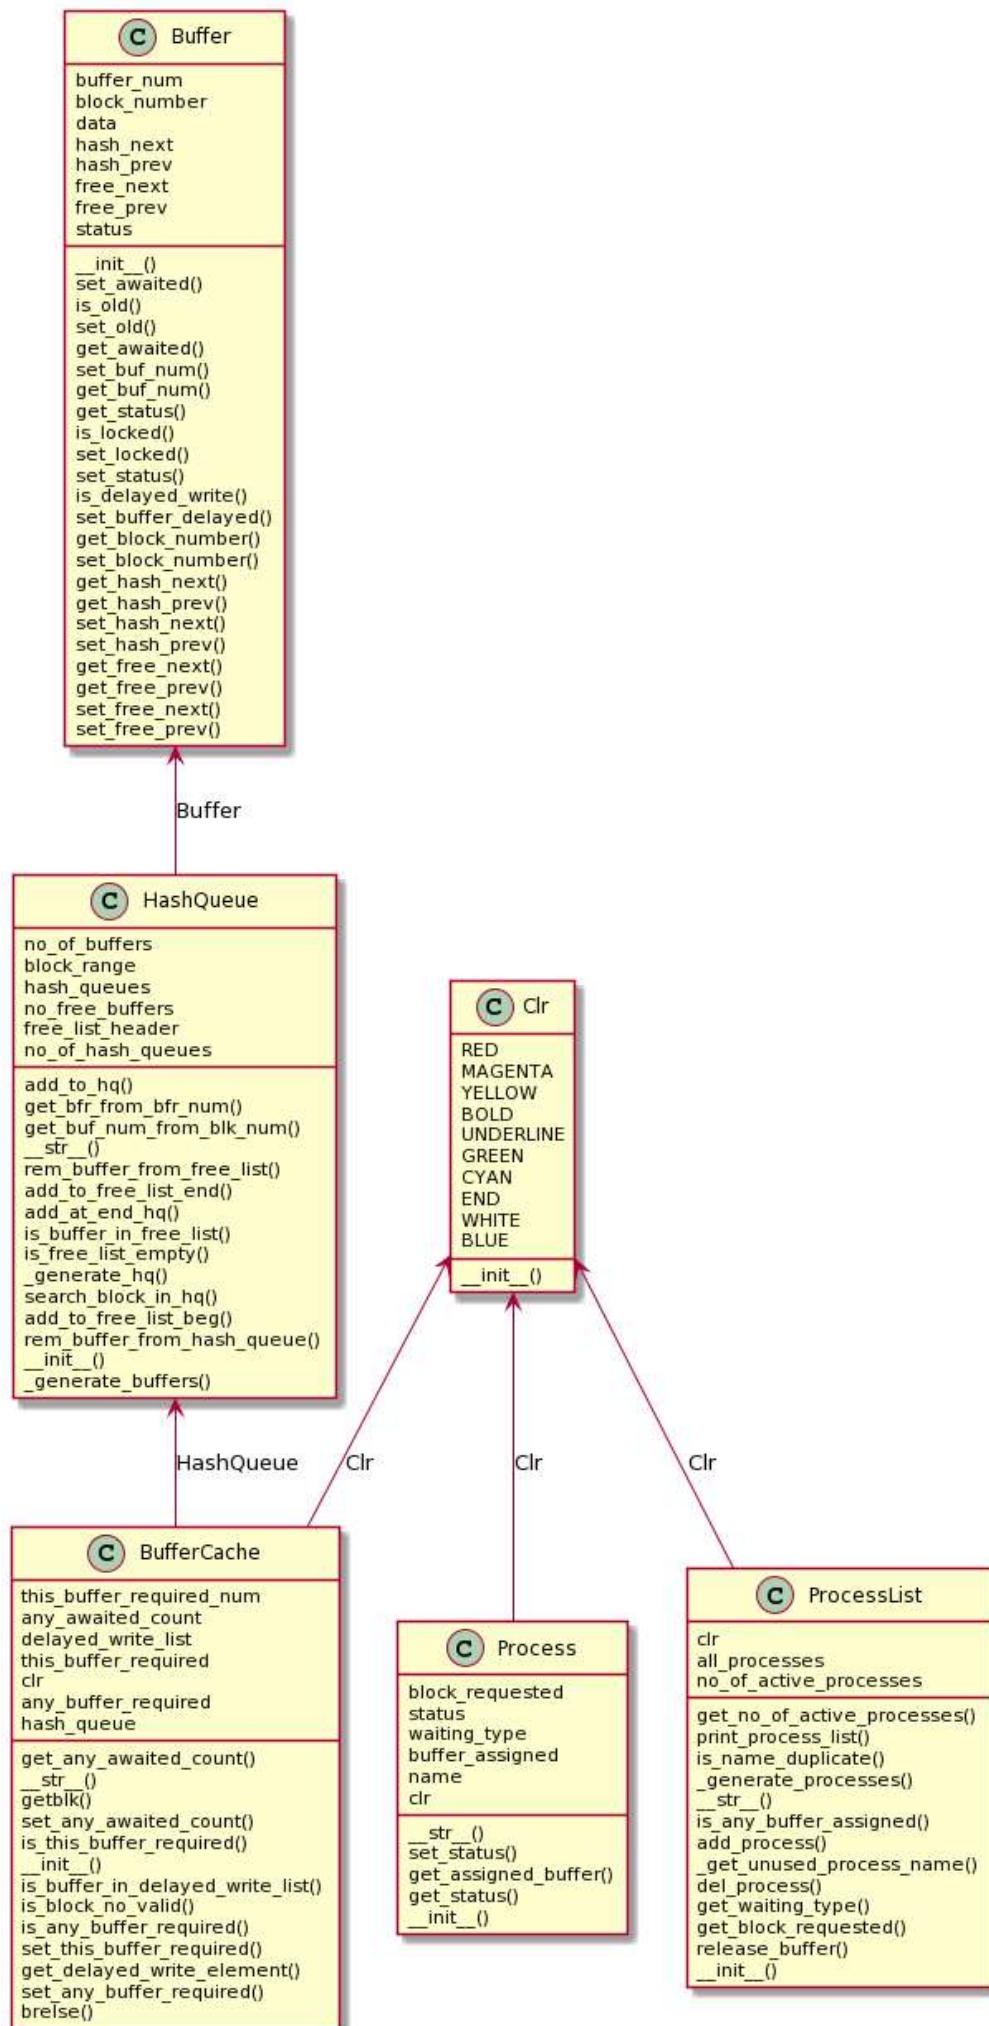 C Buffer
buffer_num
block_number
data
hash_next
hash_prev
free_next
free_prev
status
__init__()
set_awaited()
is_old()
set_old()
get_awaited()
set_buf_num()
get_buf_num()
get_status()
is_locked()
set_locked()
set_status()
is_delayed_write()
set_buffer_delayed()
get_block_number()
set_block_number()
get_hash_next()
get_hash_prev()
set_hash_next()
set_hash_prev()
get_free_next()
get_free_prev()
set_free_next()
set_free_prev()
Buffer
C HashQueue
no_of_buffers
block_range
hash_queues
no_free_buffers
free_list_header
no_of_hash_queues
add_to_hq()
get_bfr_from_bfr_num()
get_buf_num_from_blk_num()
__str__()
rem_buffer_from_free_list()
add_to_free_list_end()
add_at_end_hq()
is_buffer_in_free_list()
is_free_list_empty()
_generate_hq()
search_block_in_hq()
add_to_free_list_beg()
rem_buffer_from_hash_queue()
__init__()
_generate_buffers()
C Clr
RED
MAGENTA
YELLOW
BOLD
UNDERLINE
GREEN
CYAN
END
WHITE
BLUE
__init__()
HashQueue
Clr
Clr
Clr
C BufferCache
this_buffer_required_num
any_awaited_count
delayed_write_list
this_buffer_required
clr
any_buffer_required
hash_queue
get_any_awaited_count()
__str__()
getblk()
set_any_awaited_count()
is_this_buffer_required()
__init__()
is_buffer_in_delayed_write_list()
is_block_no_valid()
is_any_buffer_required()
set_this_buffer_required()
get_delayed_write_element()
set_any_buffer_required()
brelse()
C Process
block_requested
status
waiting_type
buffer_assigned
name
clr
__str__()
set_status()
get_assigned_buffer()
get_status()
__init__()
C ProcessList
clr
all_processes
no_of_active_processes
get_no_of_active_processes()
print_process_list()
is_name_duplicate()
_generate_processes()
__str__()
is_any_buffer_assigned()
add_process()
_get_unused_process_name()
del_process()
get_waiting_type()
get_block_requested()
release_buffer()
__init__()